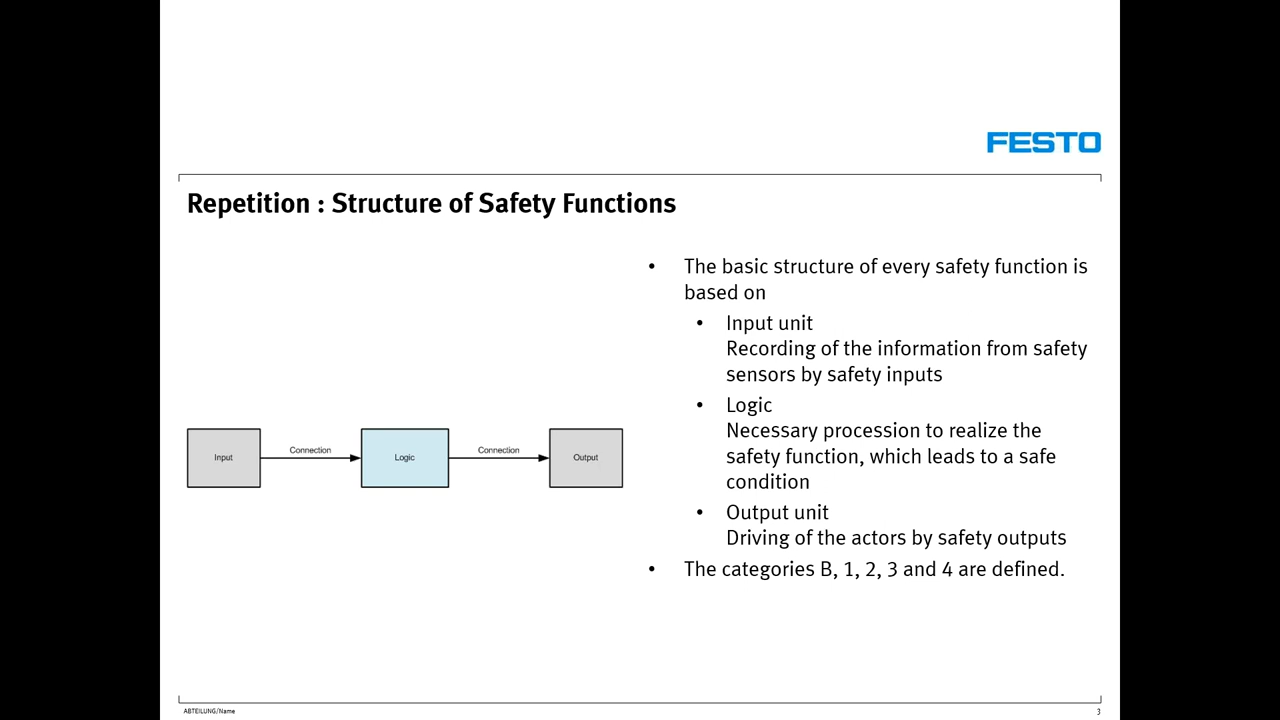 FESTO
Repetition : Structure of Safety Functions
• The basic structure of every safety function is
based on
• Input unit
Recording of the information from safety
sensors by safety inputs
• Logic
Necessary procession to realize the
safety function, which leads to a safe
condition
• Output unit
Driving of the actors by safety outputs
• The categories B, 1, 2, 3 and 4 are defined.
Input
Connection
Logic
Connection
Output
ABTEILUNG/Name
3